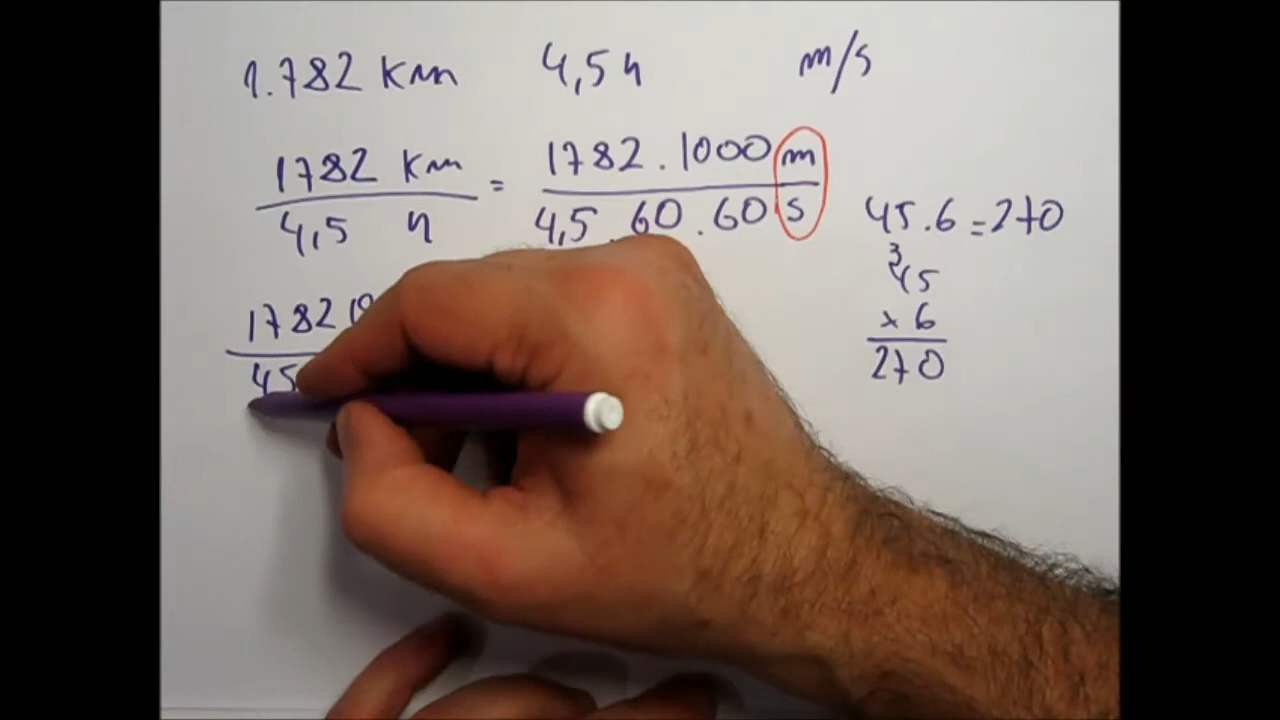 1.782 km 4,5 h m/s
1782 km / 4,5 h = 1782 . 1000 m / 4,5 . 60 . 60 s
45 . 6 = 270
3
45
x 6
270
1782
45